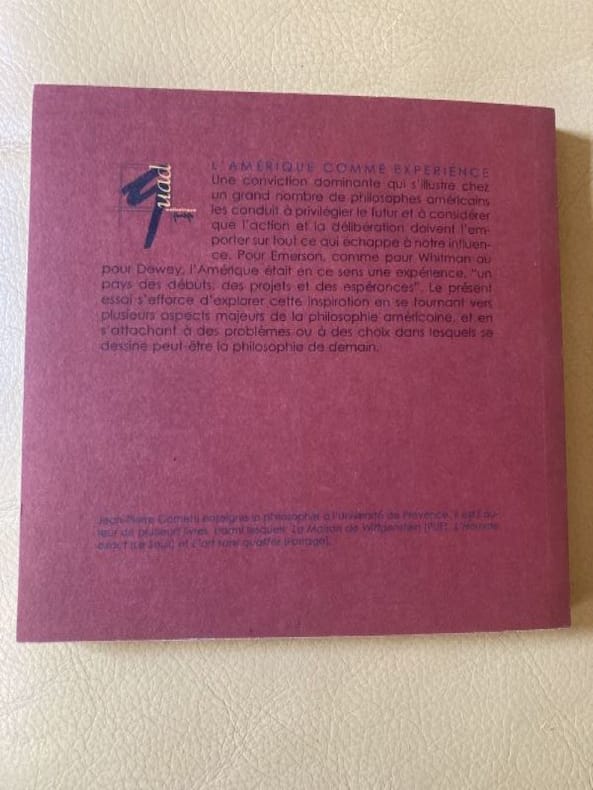 Quad
L'AMÉRIQUE COMME EXPÉRIENCE
Une conviction dominante qui s'illustre chez
un grand nombre de philosophes américains
les conduit à privilégier le futur et à considérer
que l'action et la délibération doivent l'em-
porter sur tout ce qui échappe à notre influen-
ce. Pour Emerson, comme pour Whitman ou
pour Dewey, l'Amérique était en ce sens une expérience, "un
pays des débuts, des projets et des espérances". Le présent
essai s'efforce d'explorer cette inspiration en se tournant vers
plusieurs aspects majeurs de la philosophie américaine, et en
s'attachant à des problèmes ou à des choix dans lesquels se
dessine peut-être la philosophie de demain.
Jean-Pierre Cometti enseigne la philosophie à l'Université de Provence. Il est au-
teur de plusieurs livres, parmi lesquels, La Maison de Wittgenstein (PUF), L'Homme
exact (Le Seuil) et L'art sans qualités (Farrago).